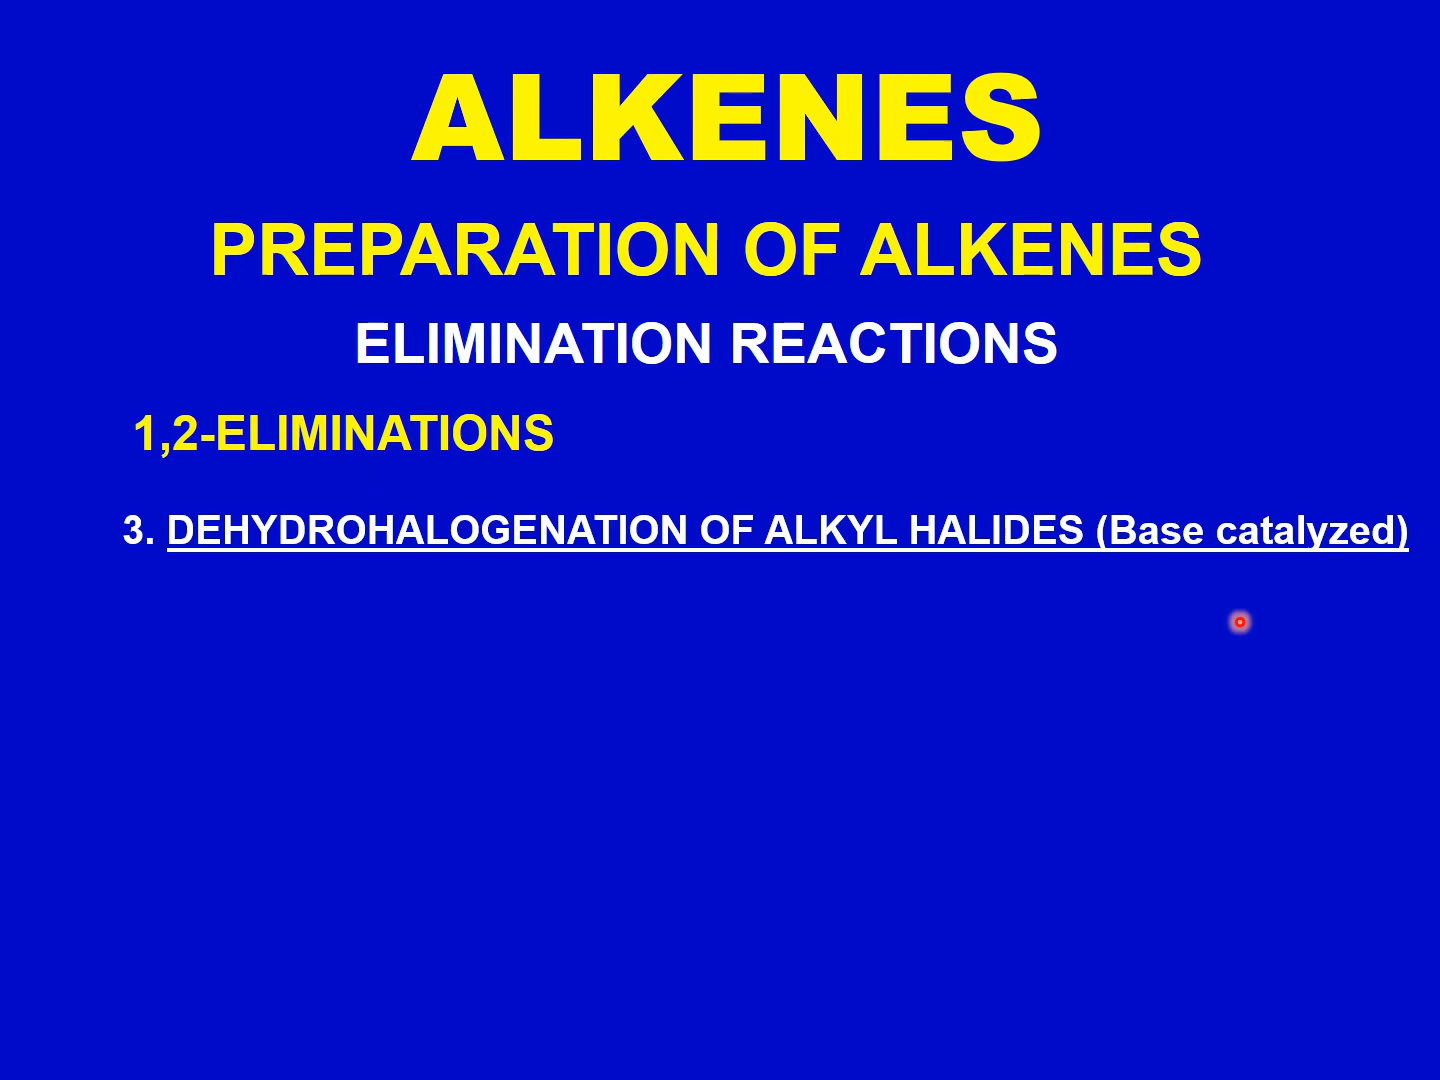 ALKENES
PREPARATION OF ALKENES
ELIMINATION REACTIONS
1,2-ELIMINATIONS
3. DEHYDROHALOGENATION OF ALKYL HALIDES (Base catalyzed)